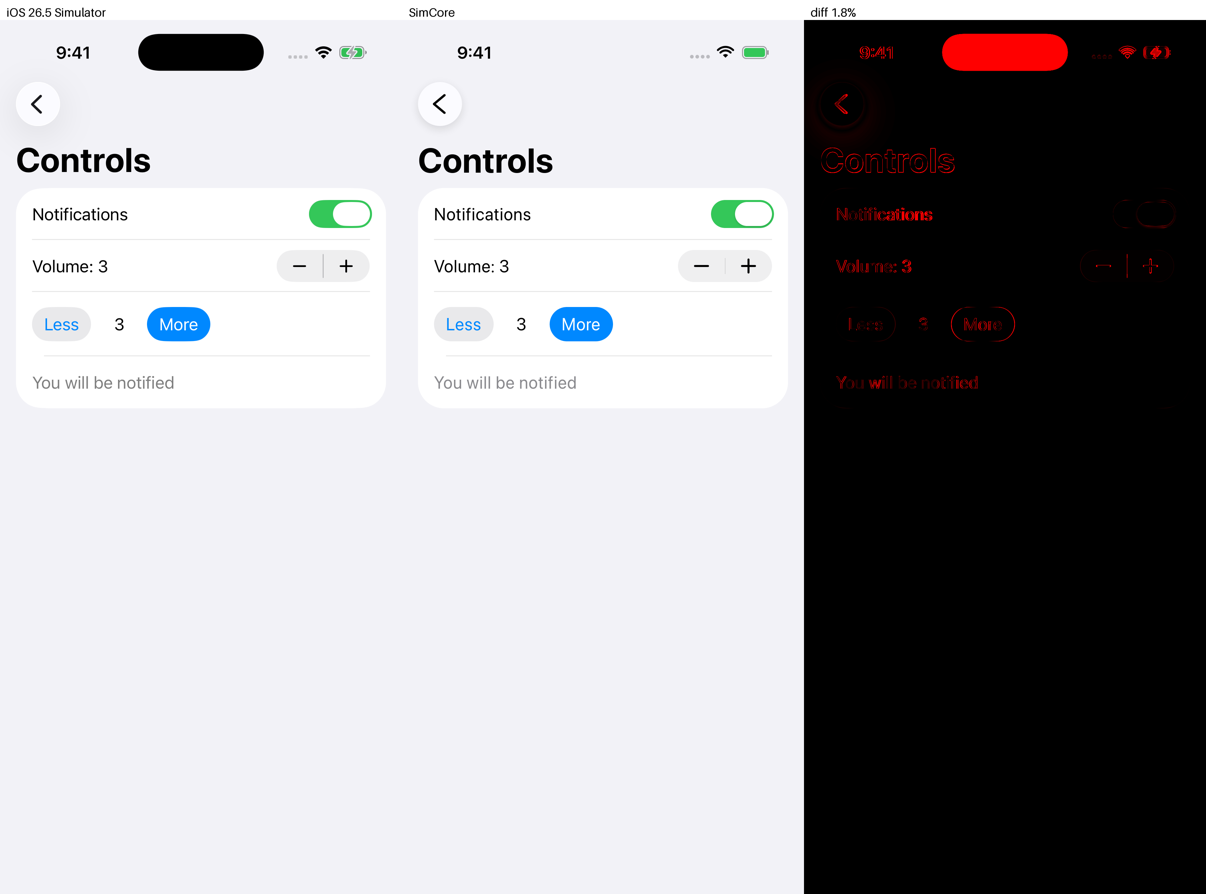 iOS 26.5 Simulator
9:41
Controls
Notifications
Volume: 3
− +
Less 3 More
You will be notified
SimCore
9:41
Controls
Notifications
Volume: 3
− +
Less 3 More
You will be notified
diff 1.8%
9:41
Controls
Notifications
Volume: 3
− +
Less 3 More
You will be notified